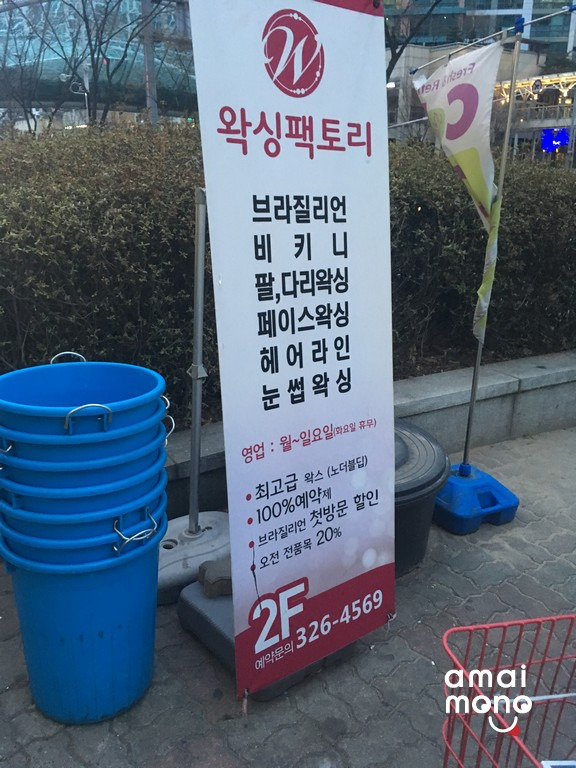 W
왁싱팩토리
브라질리언
비키니
팔,다리왁싱
페이스왁싱
헤어라인
눈썹왁싱
영업 : 월~일요일(화요일 휴무)
최고급 왁스 (노더블딥)
100%예약제
브라질리언 첫방문 할인
오전 전품목 20%
2F
예약문의 326-4569
Fresh &
C
amai
mono